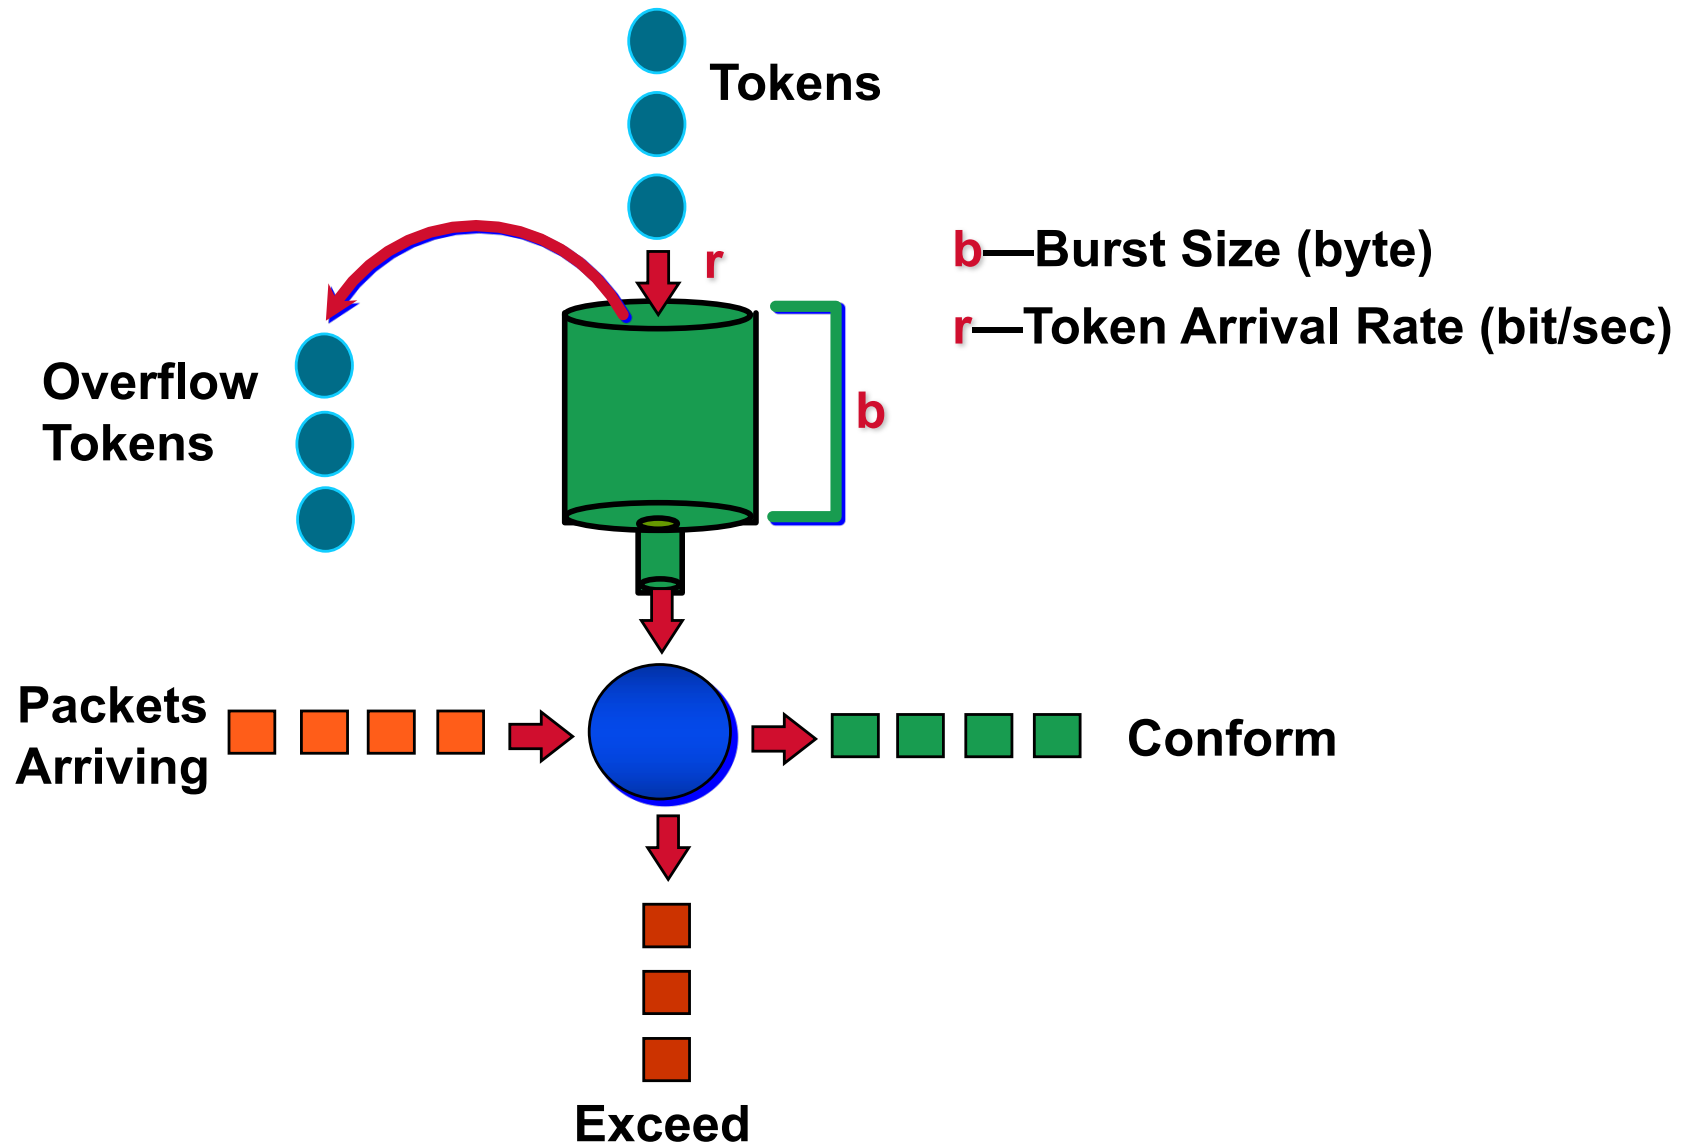 Tokens
r
b—Burst Size (byte)
r—Token Arrival Rate (bit/sec)
Overflow
Tokens
b
Packets
Arriving
Conform
Exceed